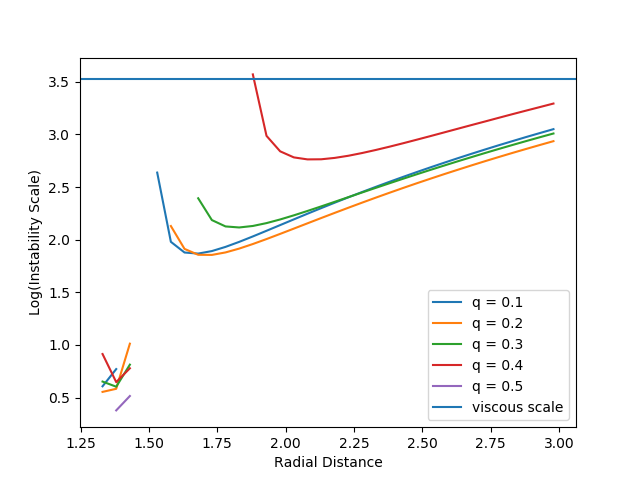 3.5
3.0
2.5
2.0
1.5
1.0
0.5
Log(Instability Scale)
q = 0.1
q = 0.2
q = 0.3
q = 0.4
q = 0.5
viscous scale
1.25 1.50 1.75 2.00 2.25 2.50 2.75 3.00
Radial Distance